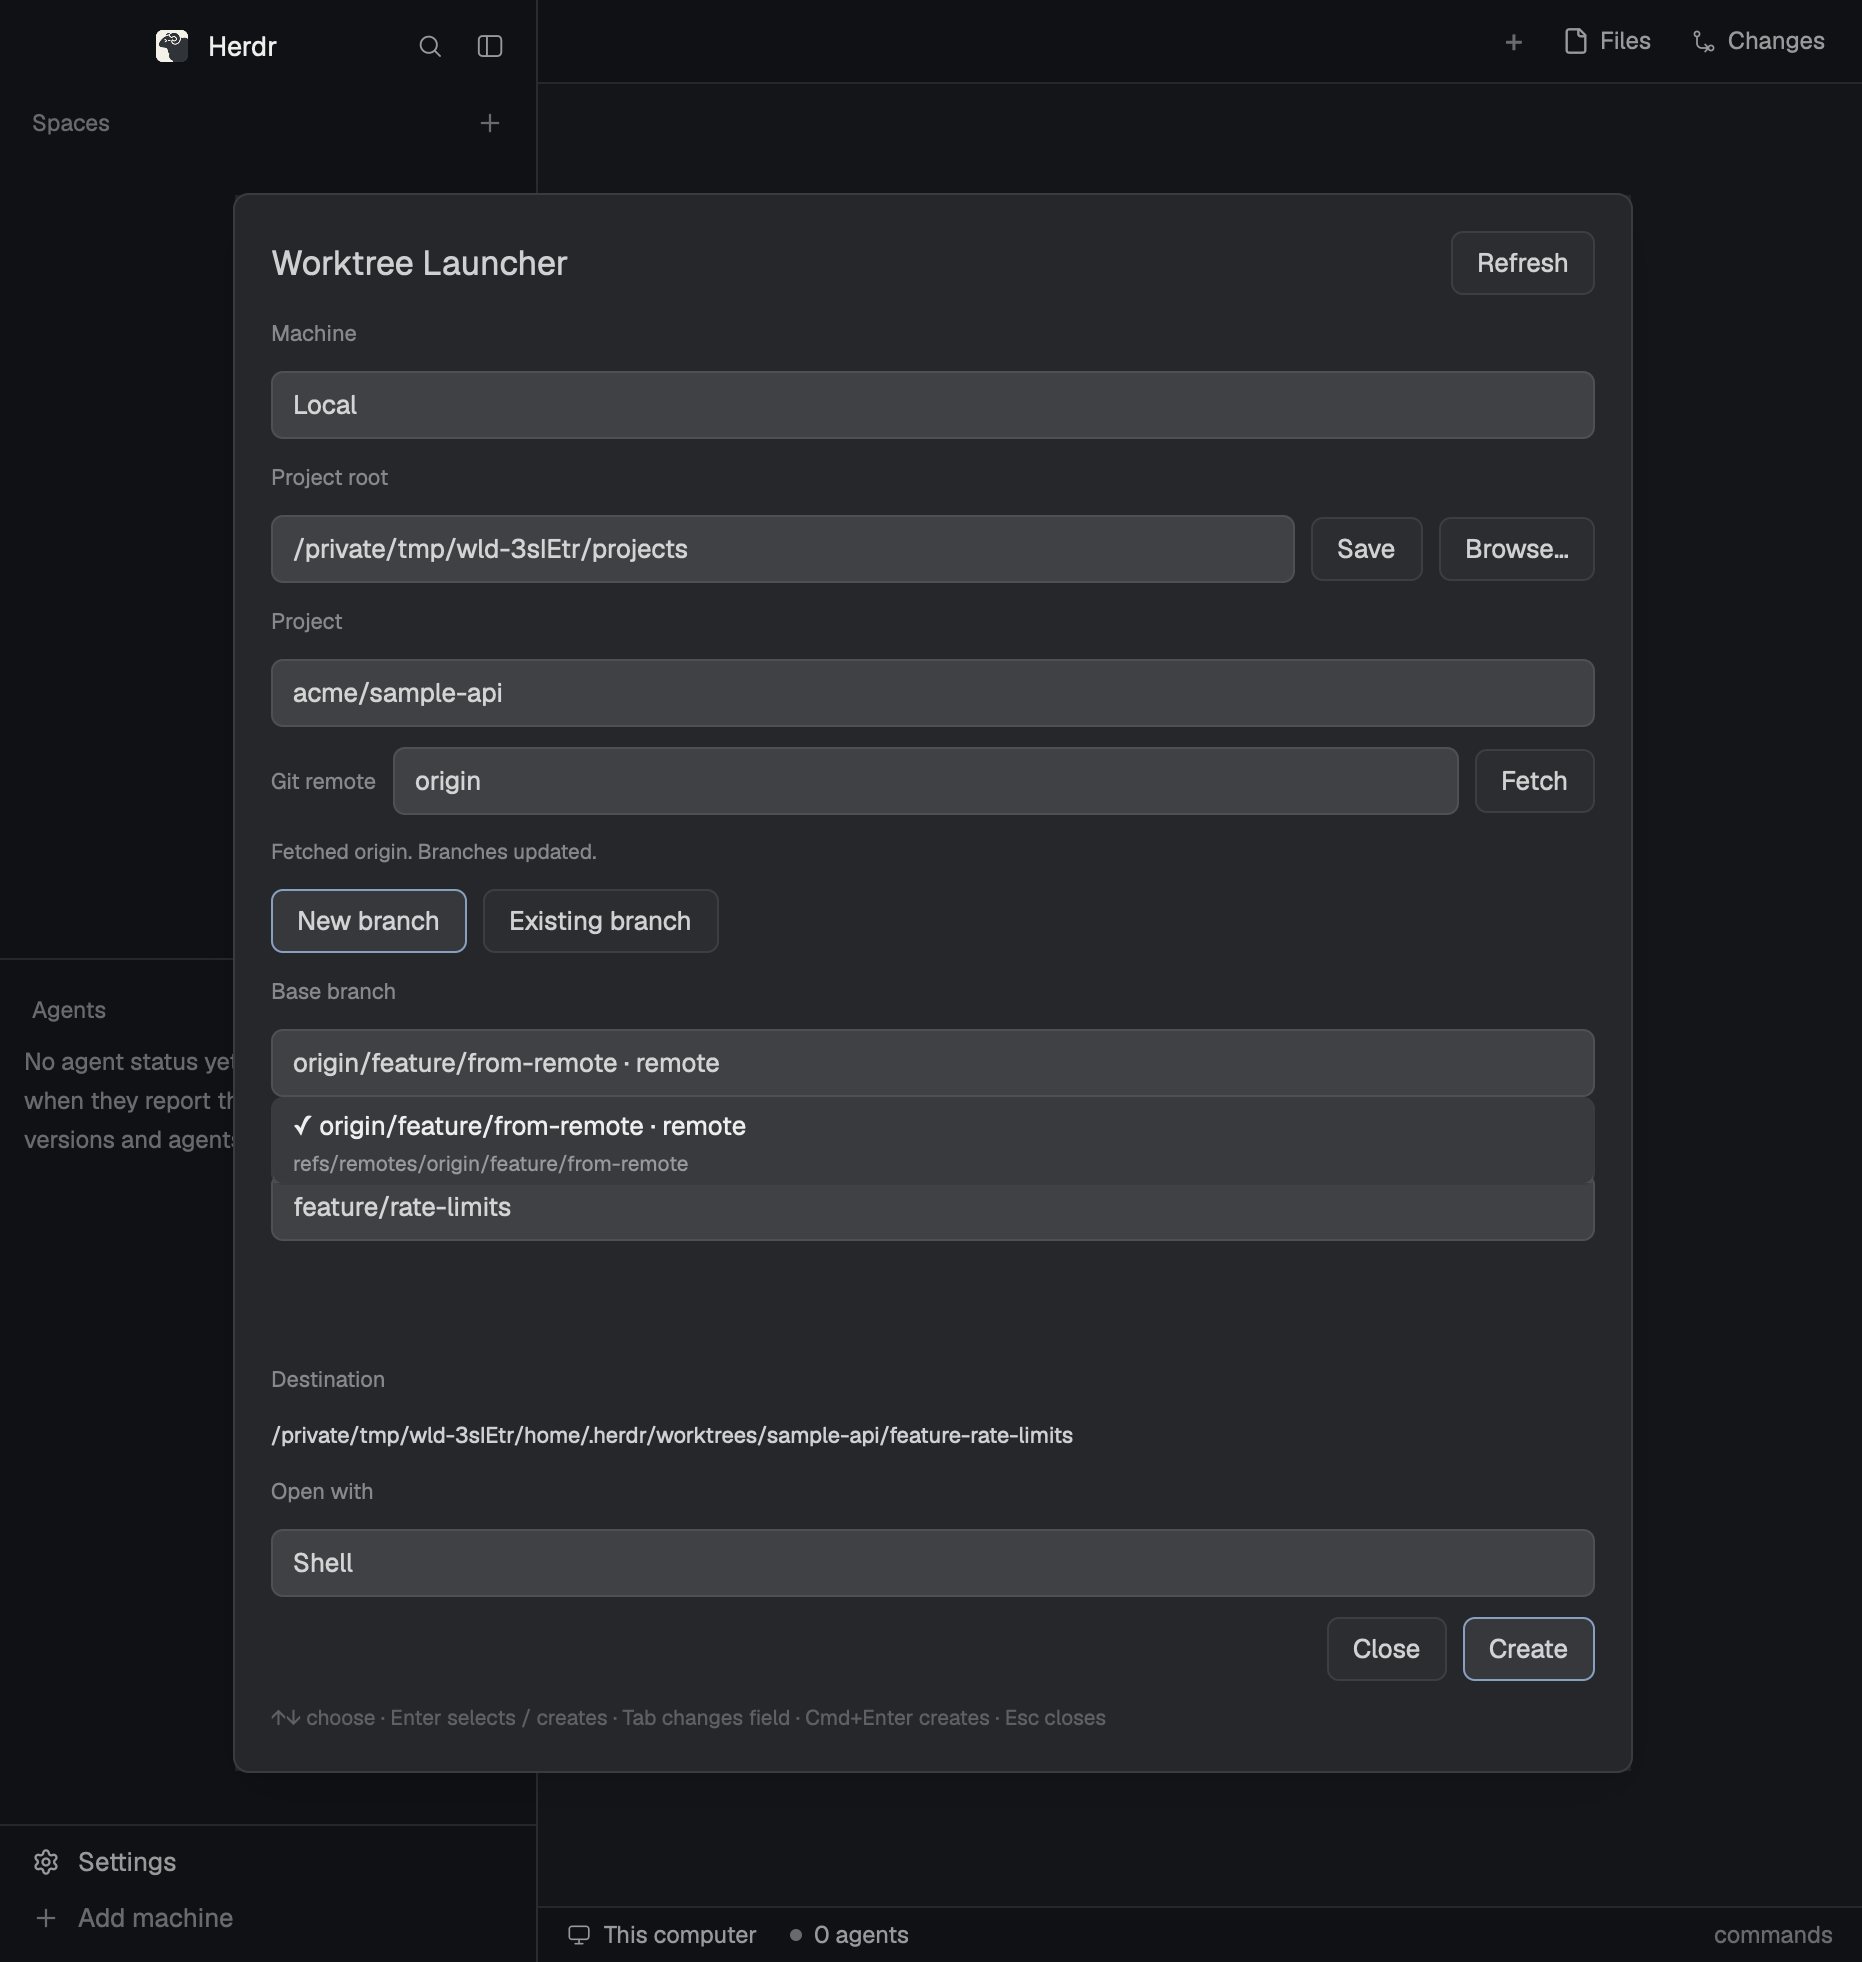 Herdr
Files
Changes
Spaces
Worktree Launcher
Refresh
Machine
Local
Project root
/private/tmp/wld-3sIEtr/projects
Save
Browse...
Project
acme/sample-api
Git remote
origin
Fetch
Fetched origin. Branches updated.
New branch
Existing branch
Base branch
origin/feature/from-remote · remote
✓ origin/feature/from-remote · remote
refs/remotes/origin/feature/from-remote
feature/rate-limits
Agents
No agent status yet
when they report
versions and agents
Destination
/private/tmp/wld-3sIEtr/home/.herdr/worktrees/sample-api/feature-rate-limits
Open with
Shell
Close
Create
↑↓ choose · Enter selects / creates · Tab changes field · Cmd+Enter creates · Esc closes
Settings
Add machine
This computer
0 agents
commands